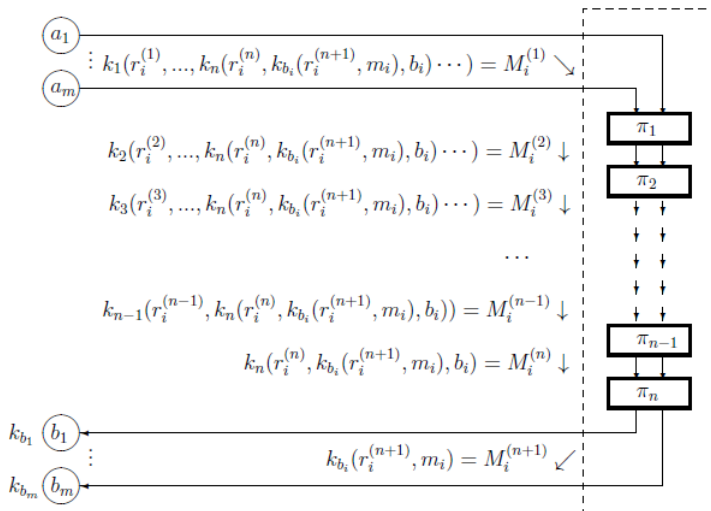 a_1
⋮ k_1(r_i^{(1)}, ..., k_n(r_i^{(n)}, k_{b_i}(r_i^{(n+1)}, m_i), b_i) ⋯) = M_i^{(1)} ↘
a_m
π_1
k_2(r_i^{(2)}, ..., k_n(r_i^{(n)}, k_{b_i}(r_i^{(n+1)}, m_i), b_i) ⋯) = M_i^{(2)} ↓
π_2
k_3(r_i^{(3)}, ..., k_n(r_i^{(n)}, k_{b_i}(r_i^{(n+1)}, m_i), b_i) ⋯) = M_i^{(3)} ↓
⋯
k_{n−1}(r_i^{(n−1)}, k_n(r_i^{(n)}, k_{b_i}(r_i^{(n+1)}, m_i), b_i)) = M_i^{(n−1)} ↓
π_{n−1}
k_n(r_i^{(n)}, k_{b_i}(r_i^{(n+1)}, m_i), b_i) = M_i^{(n)} ↓
π_n
k_{b_1} b_1
⋮ k_{b_i}(r_i^{(n+1)}, m_i) = M_i^{(n+1)} ↙
k_{b_m} b_m